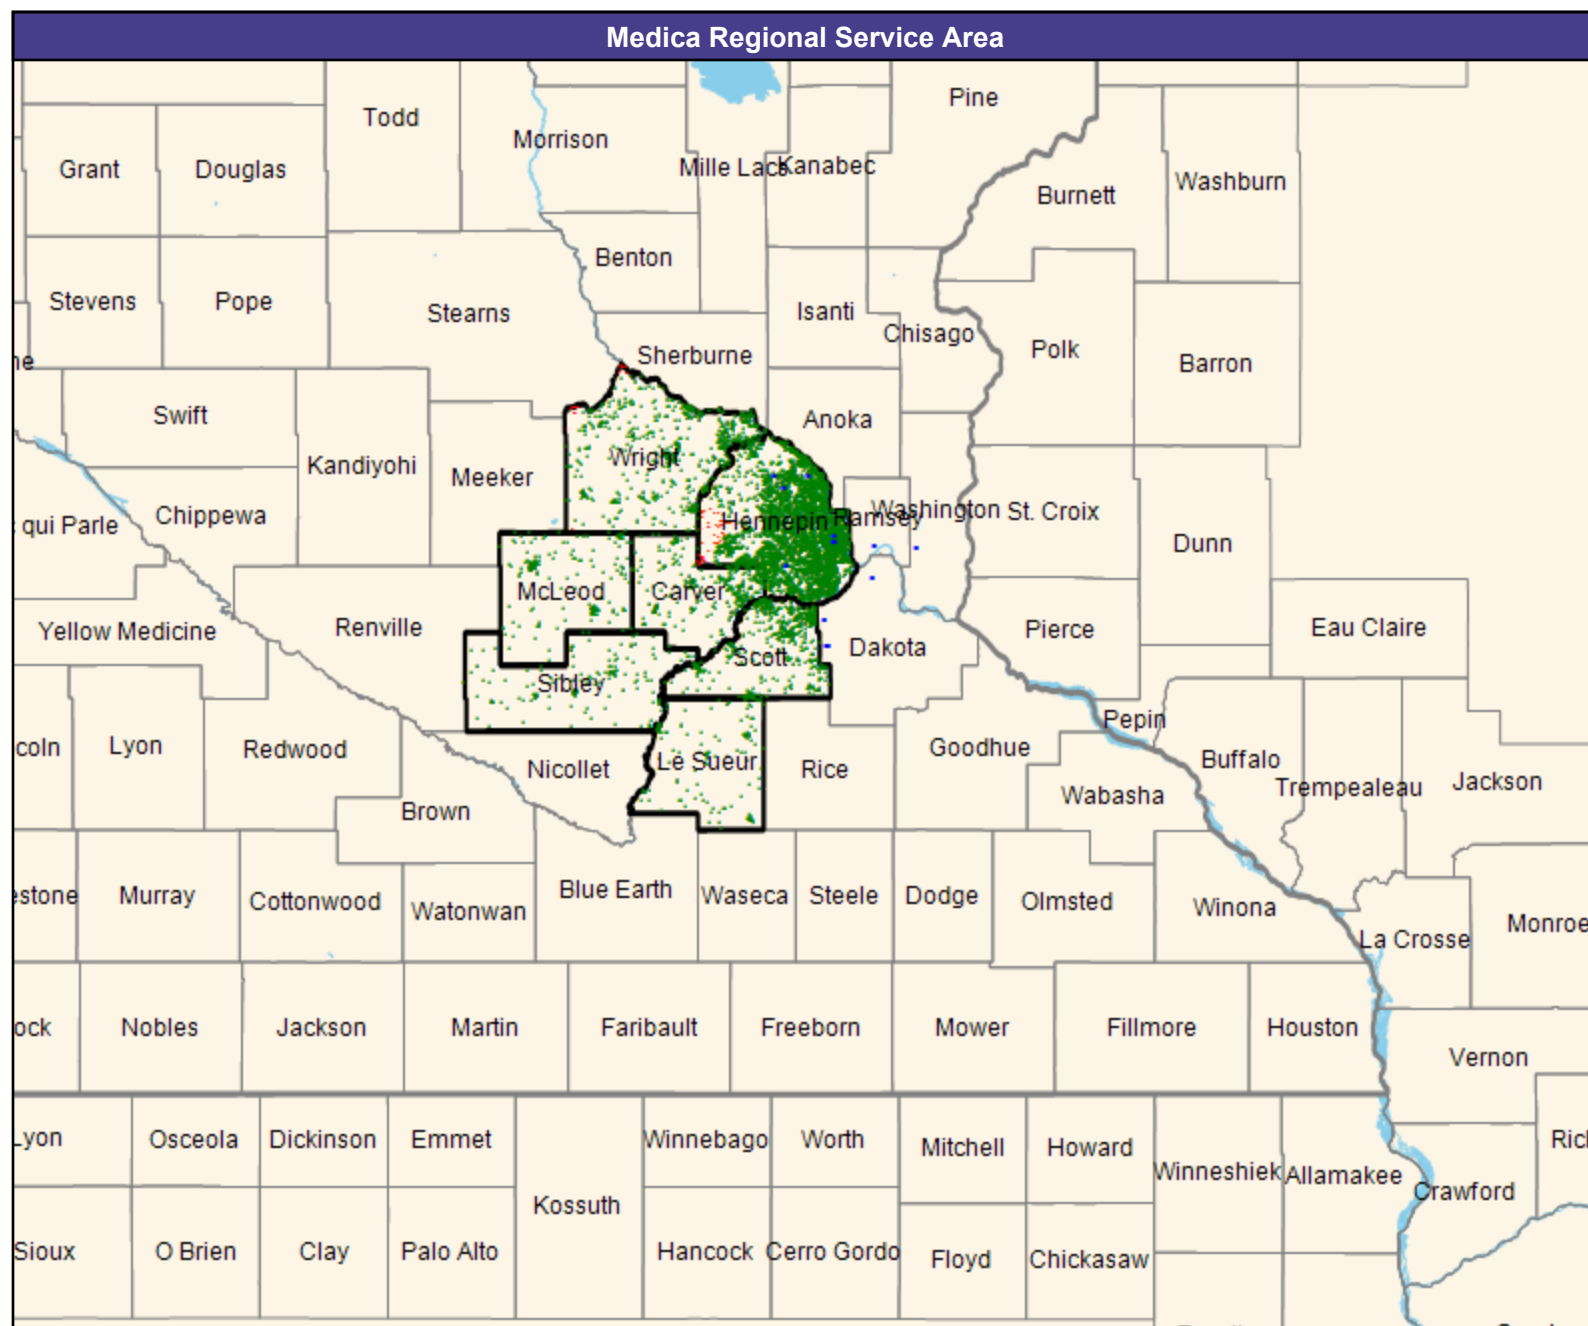 Medica Regional Service Area
Pine
Todd
Morrison
Mille Lacs
Kanabec
Grant
Douglas
Burnett
Washburn
Benton
Stevens
Pope
Stearns
Isanti
Chisago
Sherburne
Polk
Barron
ne
Swift
Anoka
Kandiyohi
Wright
Meeker
Chippewa
qui Parle
Hennepin
Ramsey
Washington
St. Croix
Dunn
McLeod
Carver
Yellow Medicine
Renville
Pierce
Eau Claire
Dakota
Scott
Sibley
Pepin
coln
Lyon
Redwood
Nicollet
Le Sueur
Rice
Goodhue
Buffalo
Trempealeau
Jackson
Wabasha
Brown
estone
Murray
Cottonwood
Watonwan
Blue Earth
Waseca
Steele
Dodge
Olmsted
Winona
La Crosse
Monroe
ock
Nobles
Jackson
Martin
Faribault
Freeborn
Mower
Fillmore
Houston
Vernon
Lyon
Osceola
Dickinson
Emmet
Winnebago
Worth
Mitchell
Howard
Winneshiek
Allamakee
Crawford
Rich
Kossuth
Sioux
O Brien
Clay
Palo Alto
Hancock
Cerro Gordo
Floyd
Chickasaw